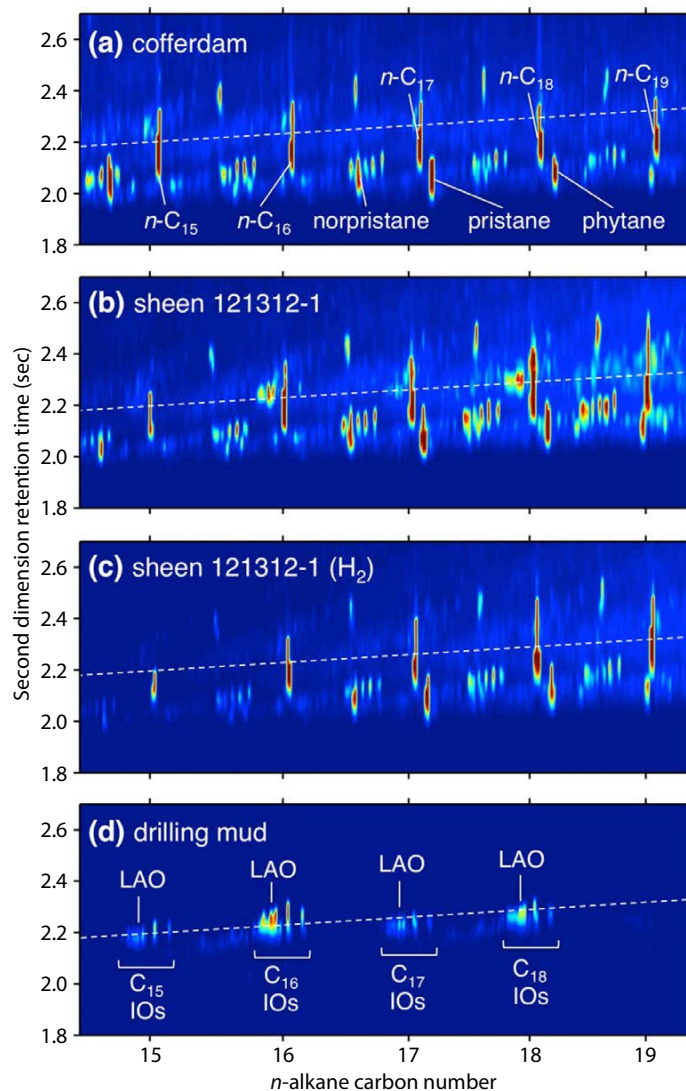 Second dimension retention time (sec)
(a) cofferdam
2.6
2.4
2.2
2.0
1.8
n-C17
n-C18
n-C19
n-C15
n-C16
norpristane
pristane
phytane
(b) sheen 121312-1
2.6
2.4
2.2
2.0
1.8
(c) sheen 121312-1 (H2)
2.6
2.4
2.2
2.0
1.8
(d) drilling mud
2.6
2.4
2.2
2.0
1.8
LAO
LAO
LAO
LAO
C15
IOs
C16
IOs
C17
IOs
C18
IOs
15
16
17
18
19
n-alkane carbon number